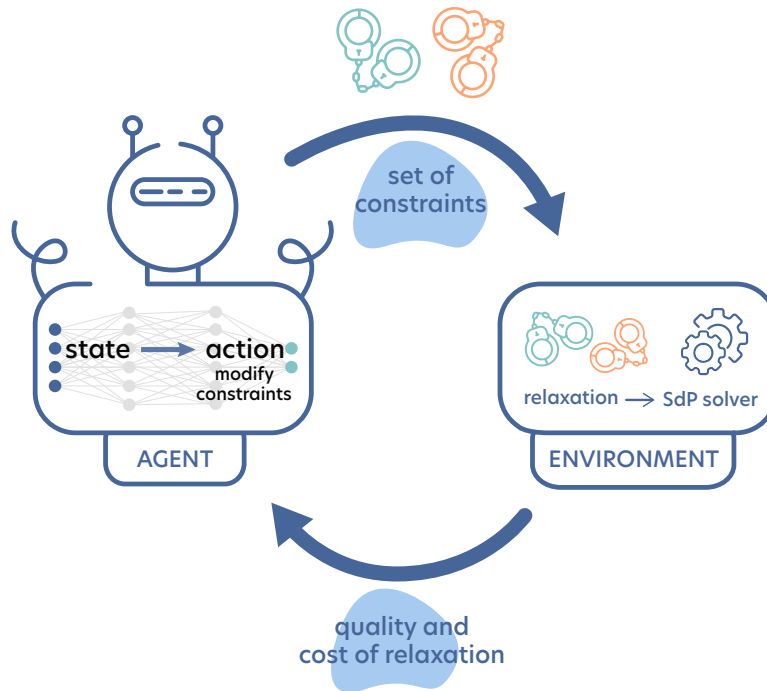 set of
constraints
state
action
modify
constraints
AGENT
relaxation
SdP solver
ENVIRONMENT
quality and
cost of relaxation